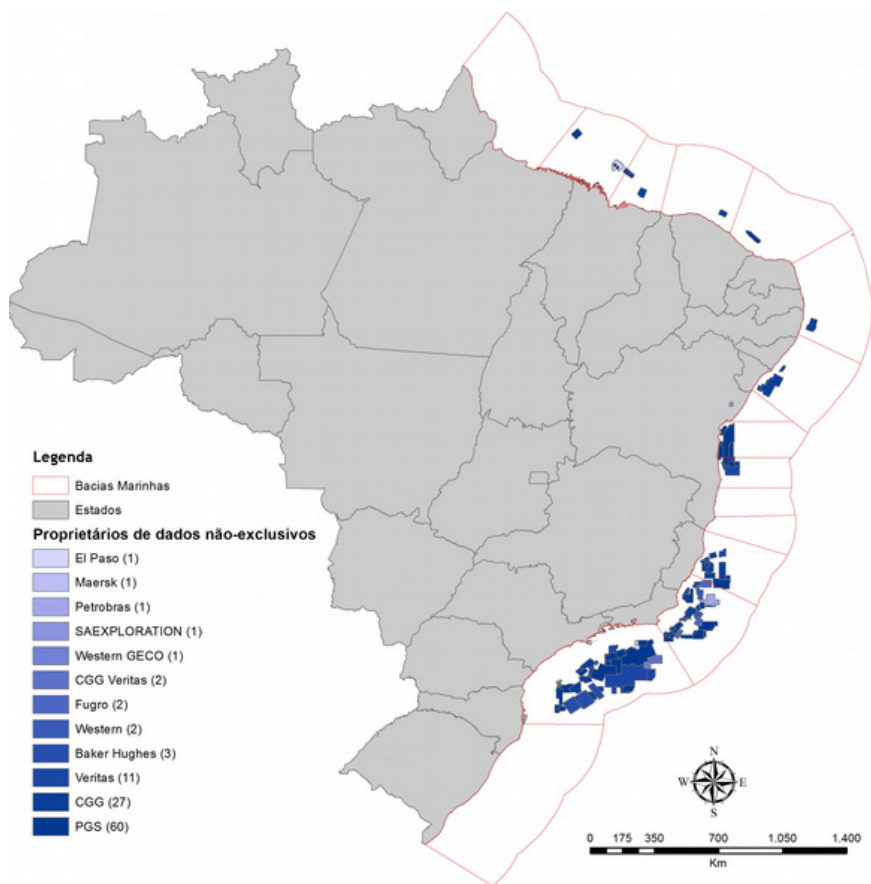 Legenda
Bacias Marinhas
Estados
Proprietários de dados não-exclusivos
El Paso (1)
Maersk (1)
Petrobras (1)
SAEXPLORATION (1)
Western GECO (1)
CGG Veritas (2)
Fugro (2)
Western (2)
Baker Hughes (3)
Veritas (11)
CGG (27)
PGS (60)
N
W E
S
0 175 350 700 1.050 1.400
Km